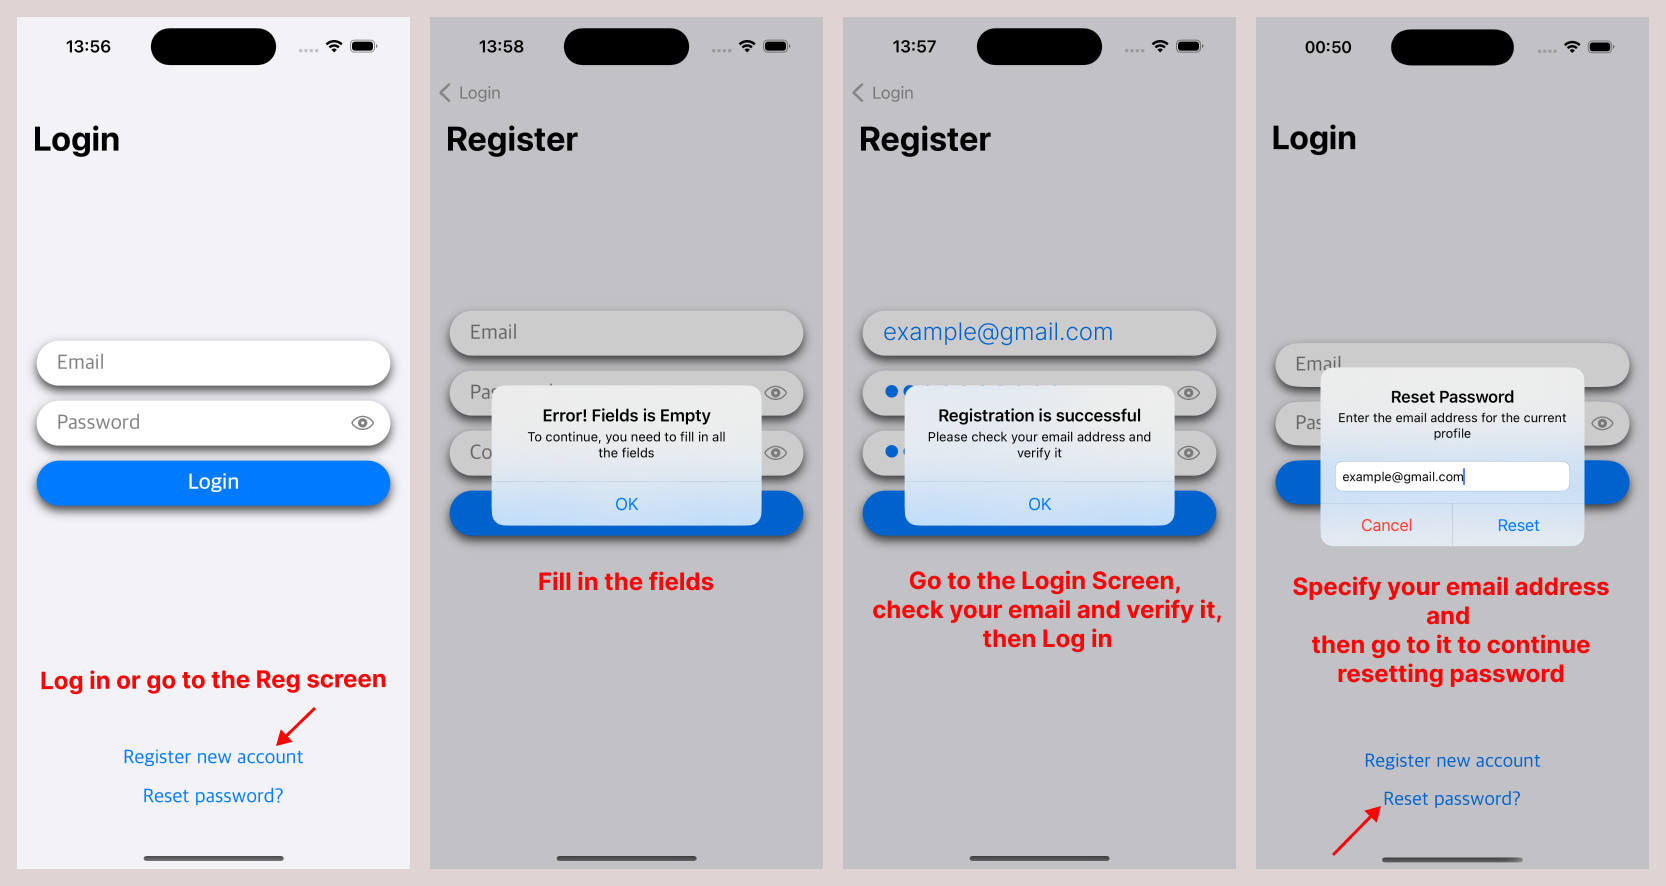 13:56
Login
Email
Password
Login
Log in or go to the Reg screen
Register new account
Reset password?
13:58
Login
Register
Email
Error! Fields is Empty
To continue, you need to fill in all
the fields
OK
Fill in the fields
13:57
Login
Register
example@gmail.com
Registration is successful
Please check your email address and
verify it
OK
Go to the Login Screen,
check your email and verify it,
then Log in
00:50
Login
Email
Reset Password
Enter the email address for the current
profile
example@gmail.com
Cancel
Reset
Specify your email address
and
then go to it to continue
resetting password
Register new account
Reset password?